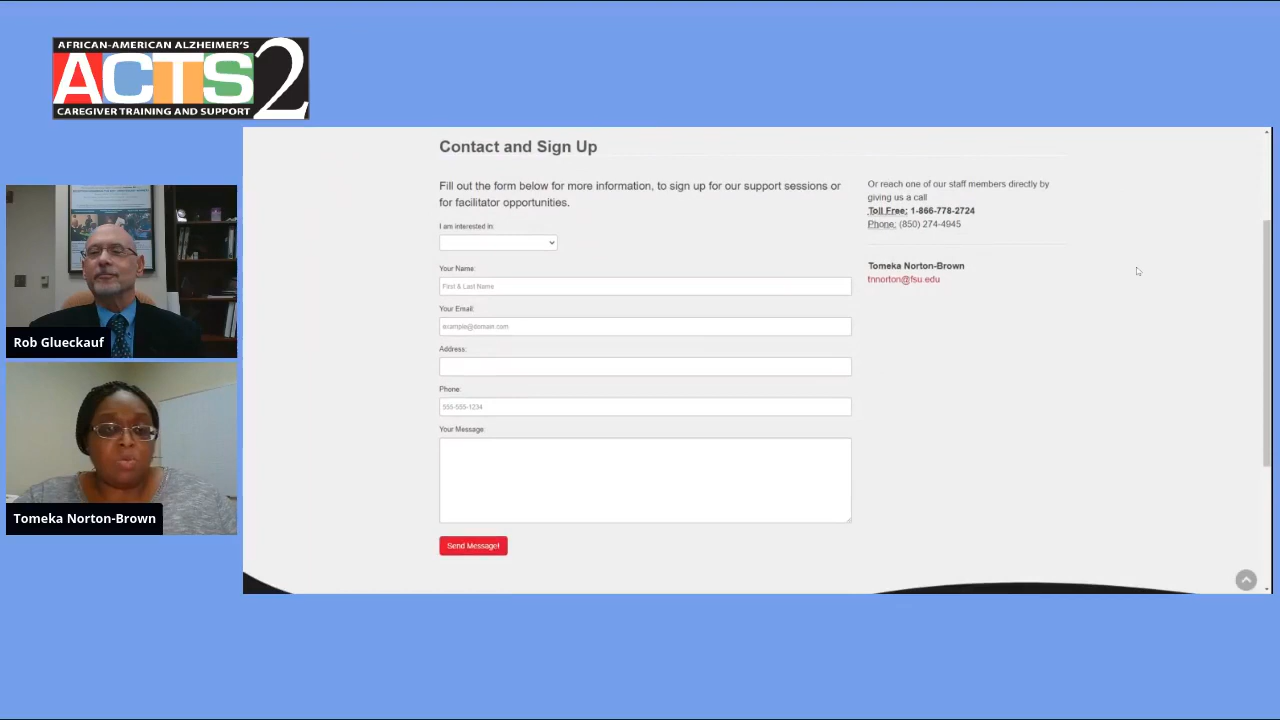 AFRICAN-AMERICAN ALZHEIMER'S
ACTS2
CAREGIVER TRAINING AND SUPPORT
Rob Glueckauf
Tomeka Norton-Brown
Contact and Sign Up
Fill out the form below for more information, to sign up for our support sessions or
for facilitator opportunities.
I am interested in:
Your Name:
First & Last Name
Your Email:
example@domain.com
Address:
Phone:
555-555-1234
Your Message:
Send Message!
Or reach one of our staff members directly by
giving us a call
Toll Free: 1-866-778-2724
Phone: (850) 274-4945
Tomeka Norton-Brown
tnnorton@fsu.edu